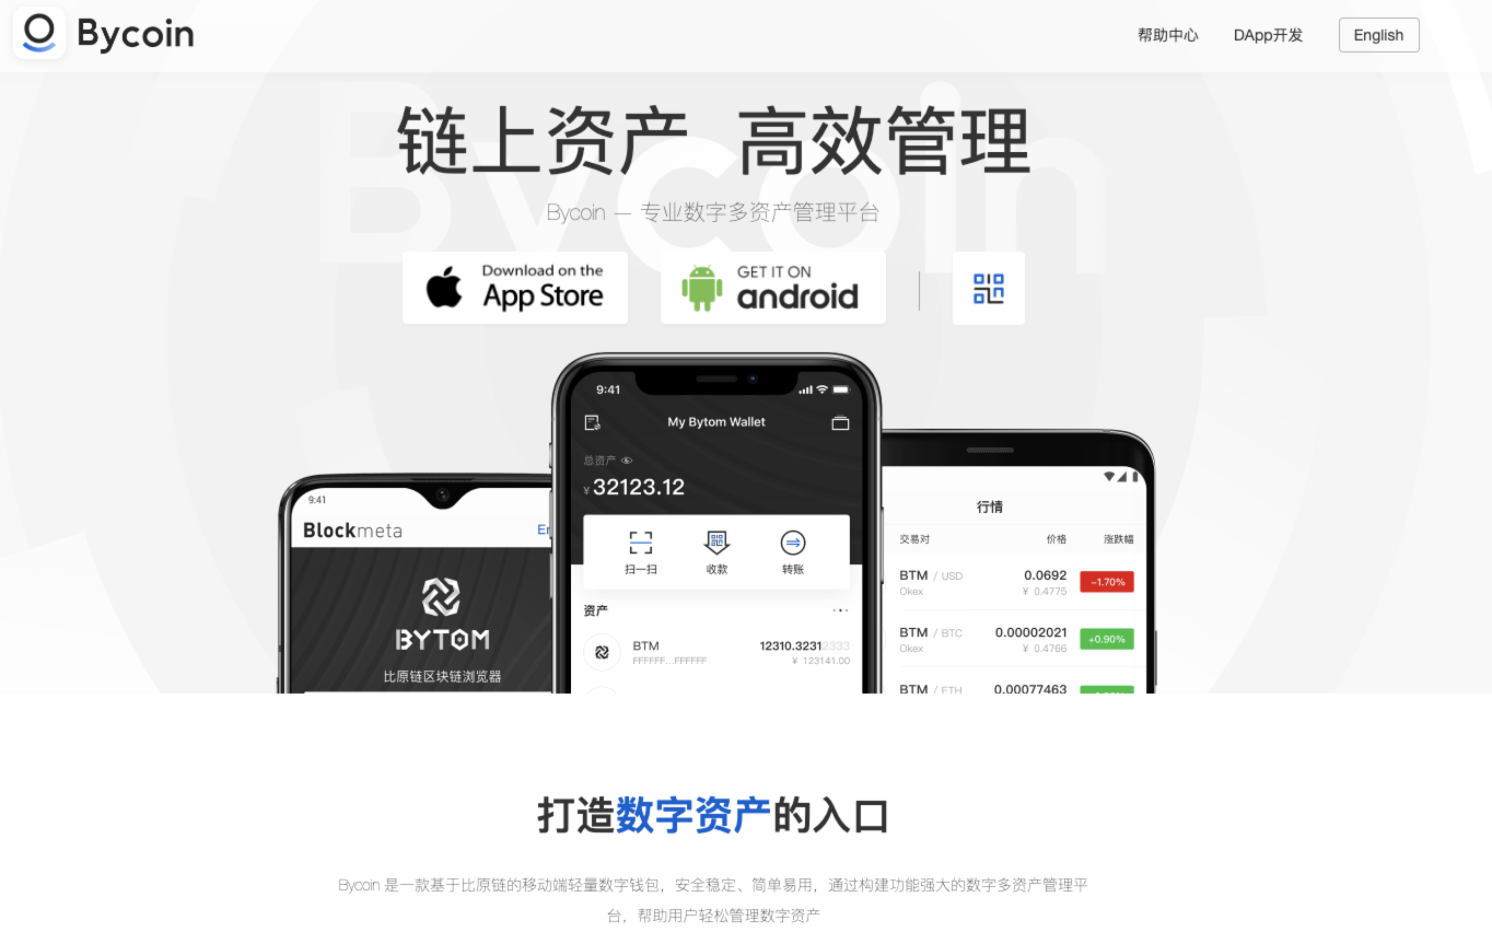 Bycoin
帮助中心
DApp开发
English
链上资产 高效管理
Bycoin — 专业数字多资产管理平台
Download on the
App Store
GET IT ON
android
9:41
Blockmeta
BYTOM
比原链区块链浏览器
9:41
My Bytom Wallet
总资产
¥ 32123.12
扫一扫
收款
转账
资产
BTM
12310.32312333
FFFFFF...FFFFFF
¥ 123141.00
行情
交易对
价格
涨跌幅
BTM / USD
0.0692
-1.70%
Okex
¥ 0.4775
BTM / BTC
0.00002021
+0.90%
Okex
¥ 0.4766
BTM / ETH
0.00077463
打造数字资产的入口
Bycoin 是一款基于比原链的移动端轻量数字钱包，安全稳定、简单易用，通过构建功能强大的数字多资产管理平
台，帮助用户轻松管理数字资产